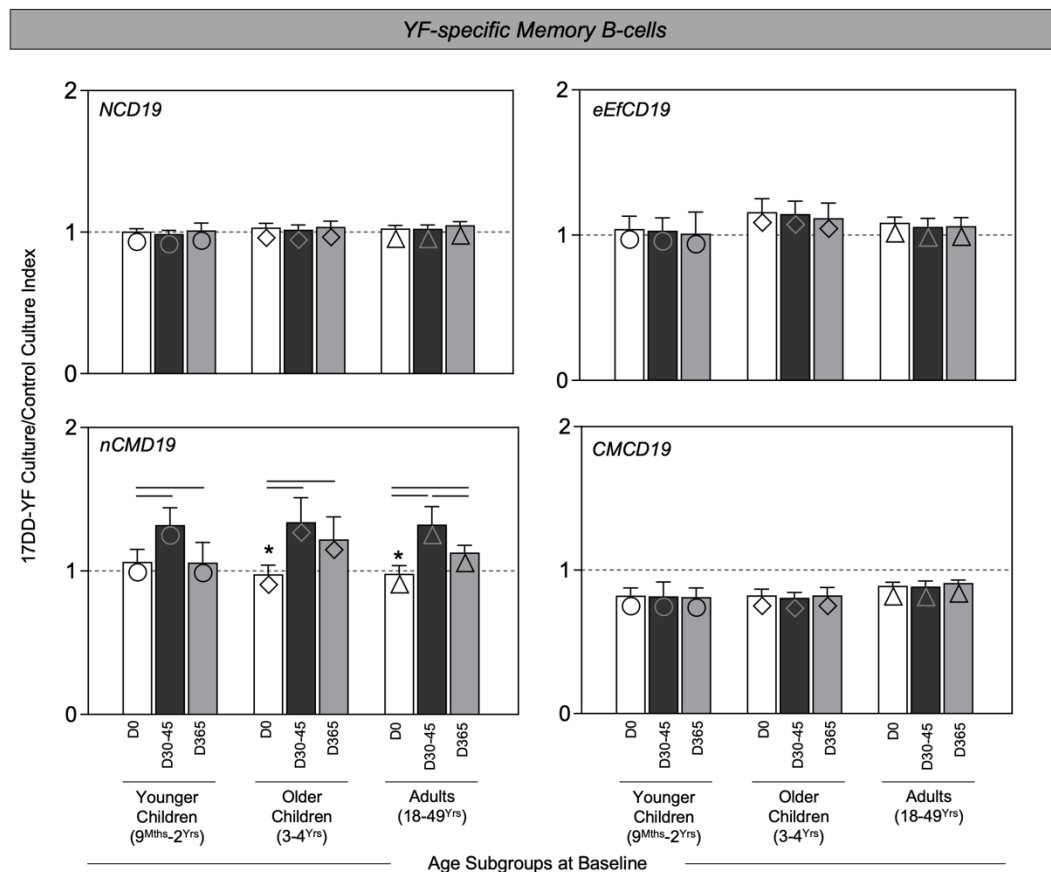 YF-specific Memory B-cells
17DD-YF Culture/Control Culture Index
2
1
0
NCD19
2
1
0
eEfCD19
2
1
0
nCMD19
* *
2
1
0
CMCD19
D0 D30-45 D365 D0 D30-45 D365 D0 D30-45 D365
Younger
Children
(9Mths-2Yrs)
Older
Children
(3-4Yrs)
Adults
(18-49Yrs)
D0 D30-45 D365 D0 D30-45 D365 D0 D30-45 D365
Younger
Children
(9Mths-2Yrs)
Older
Children
(3-4Yrs)
Adults
(18-49Yrs)
Age Subgroups at Baseline